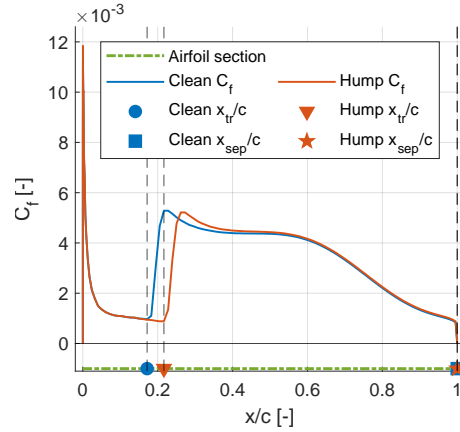 ×10⁻³
12
10
8
6
4
2
0
C_f [-]
Airfoil section
Clean C_f
Hump C_f
Clean x_tr/c
Hump x_tr/c
Clean x_sep/c
Hump x_sep/c
0 0.2 0.4 0.6 0.8 1
x/c [-]